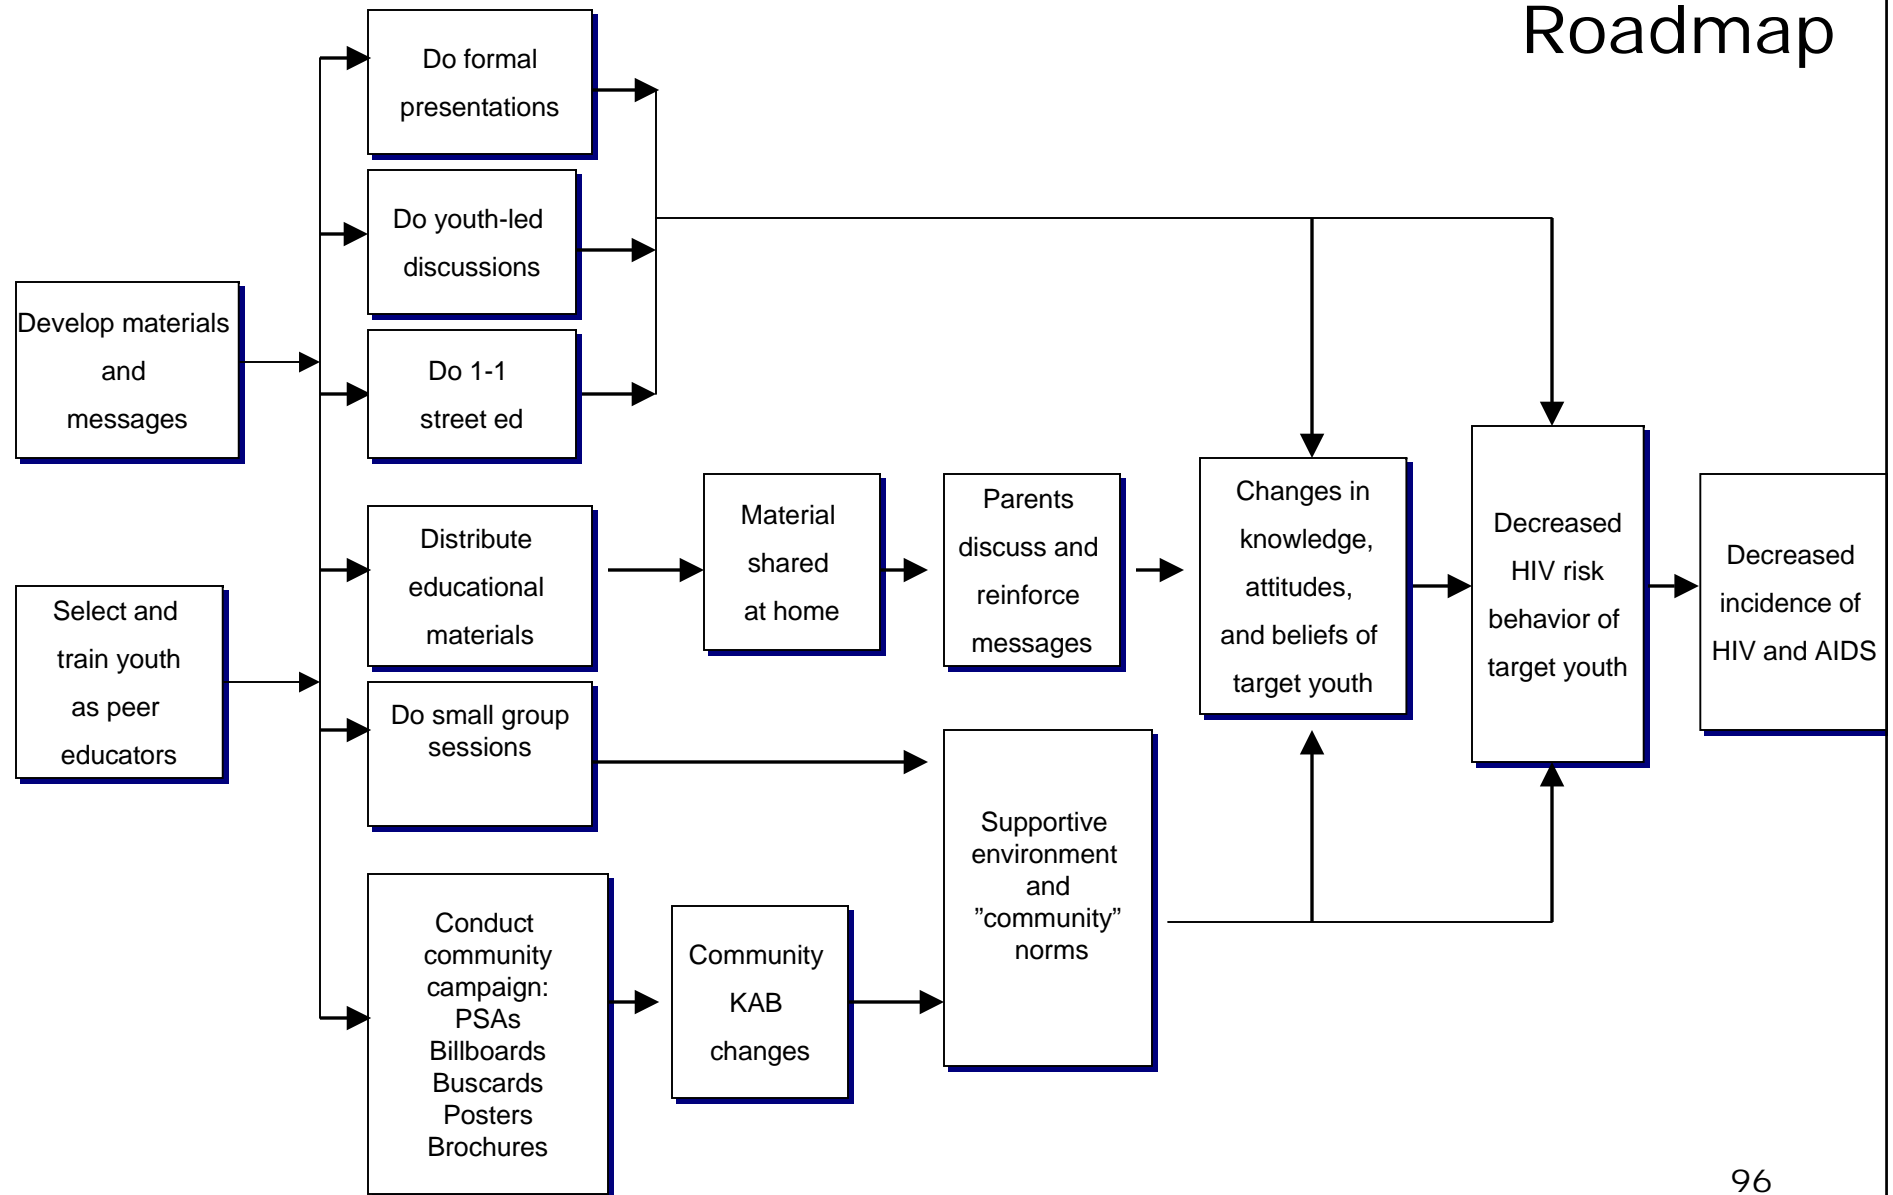 Roadmap
Do formal
presentations
Do youth-led
discussions
Develop materials
and
messages
Do 1-1
street ed
Select and
train youth
as peer
educators
Distribute
educational
materials
Material
shared
at home
Parents
discuss and
reinforce
messages
Changes in
knowledge,
attitudes,
and beliefs of
target youth
Decreased
HIV risk
behavior of
target youth
Decreased
incidence of
HIV and AIDS
Do small group
sessions
Supportive
environment
and
”community”
norms
Conduct
community
campaign:
PSAs
Billboards
Buscards
Posters
Brochures
Community
KAB
changes
96